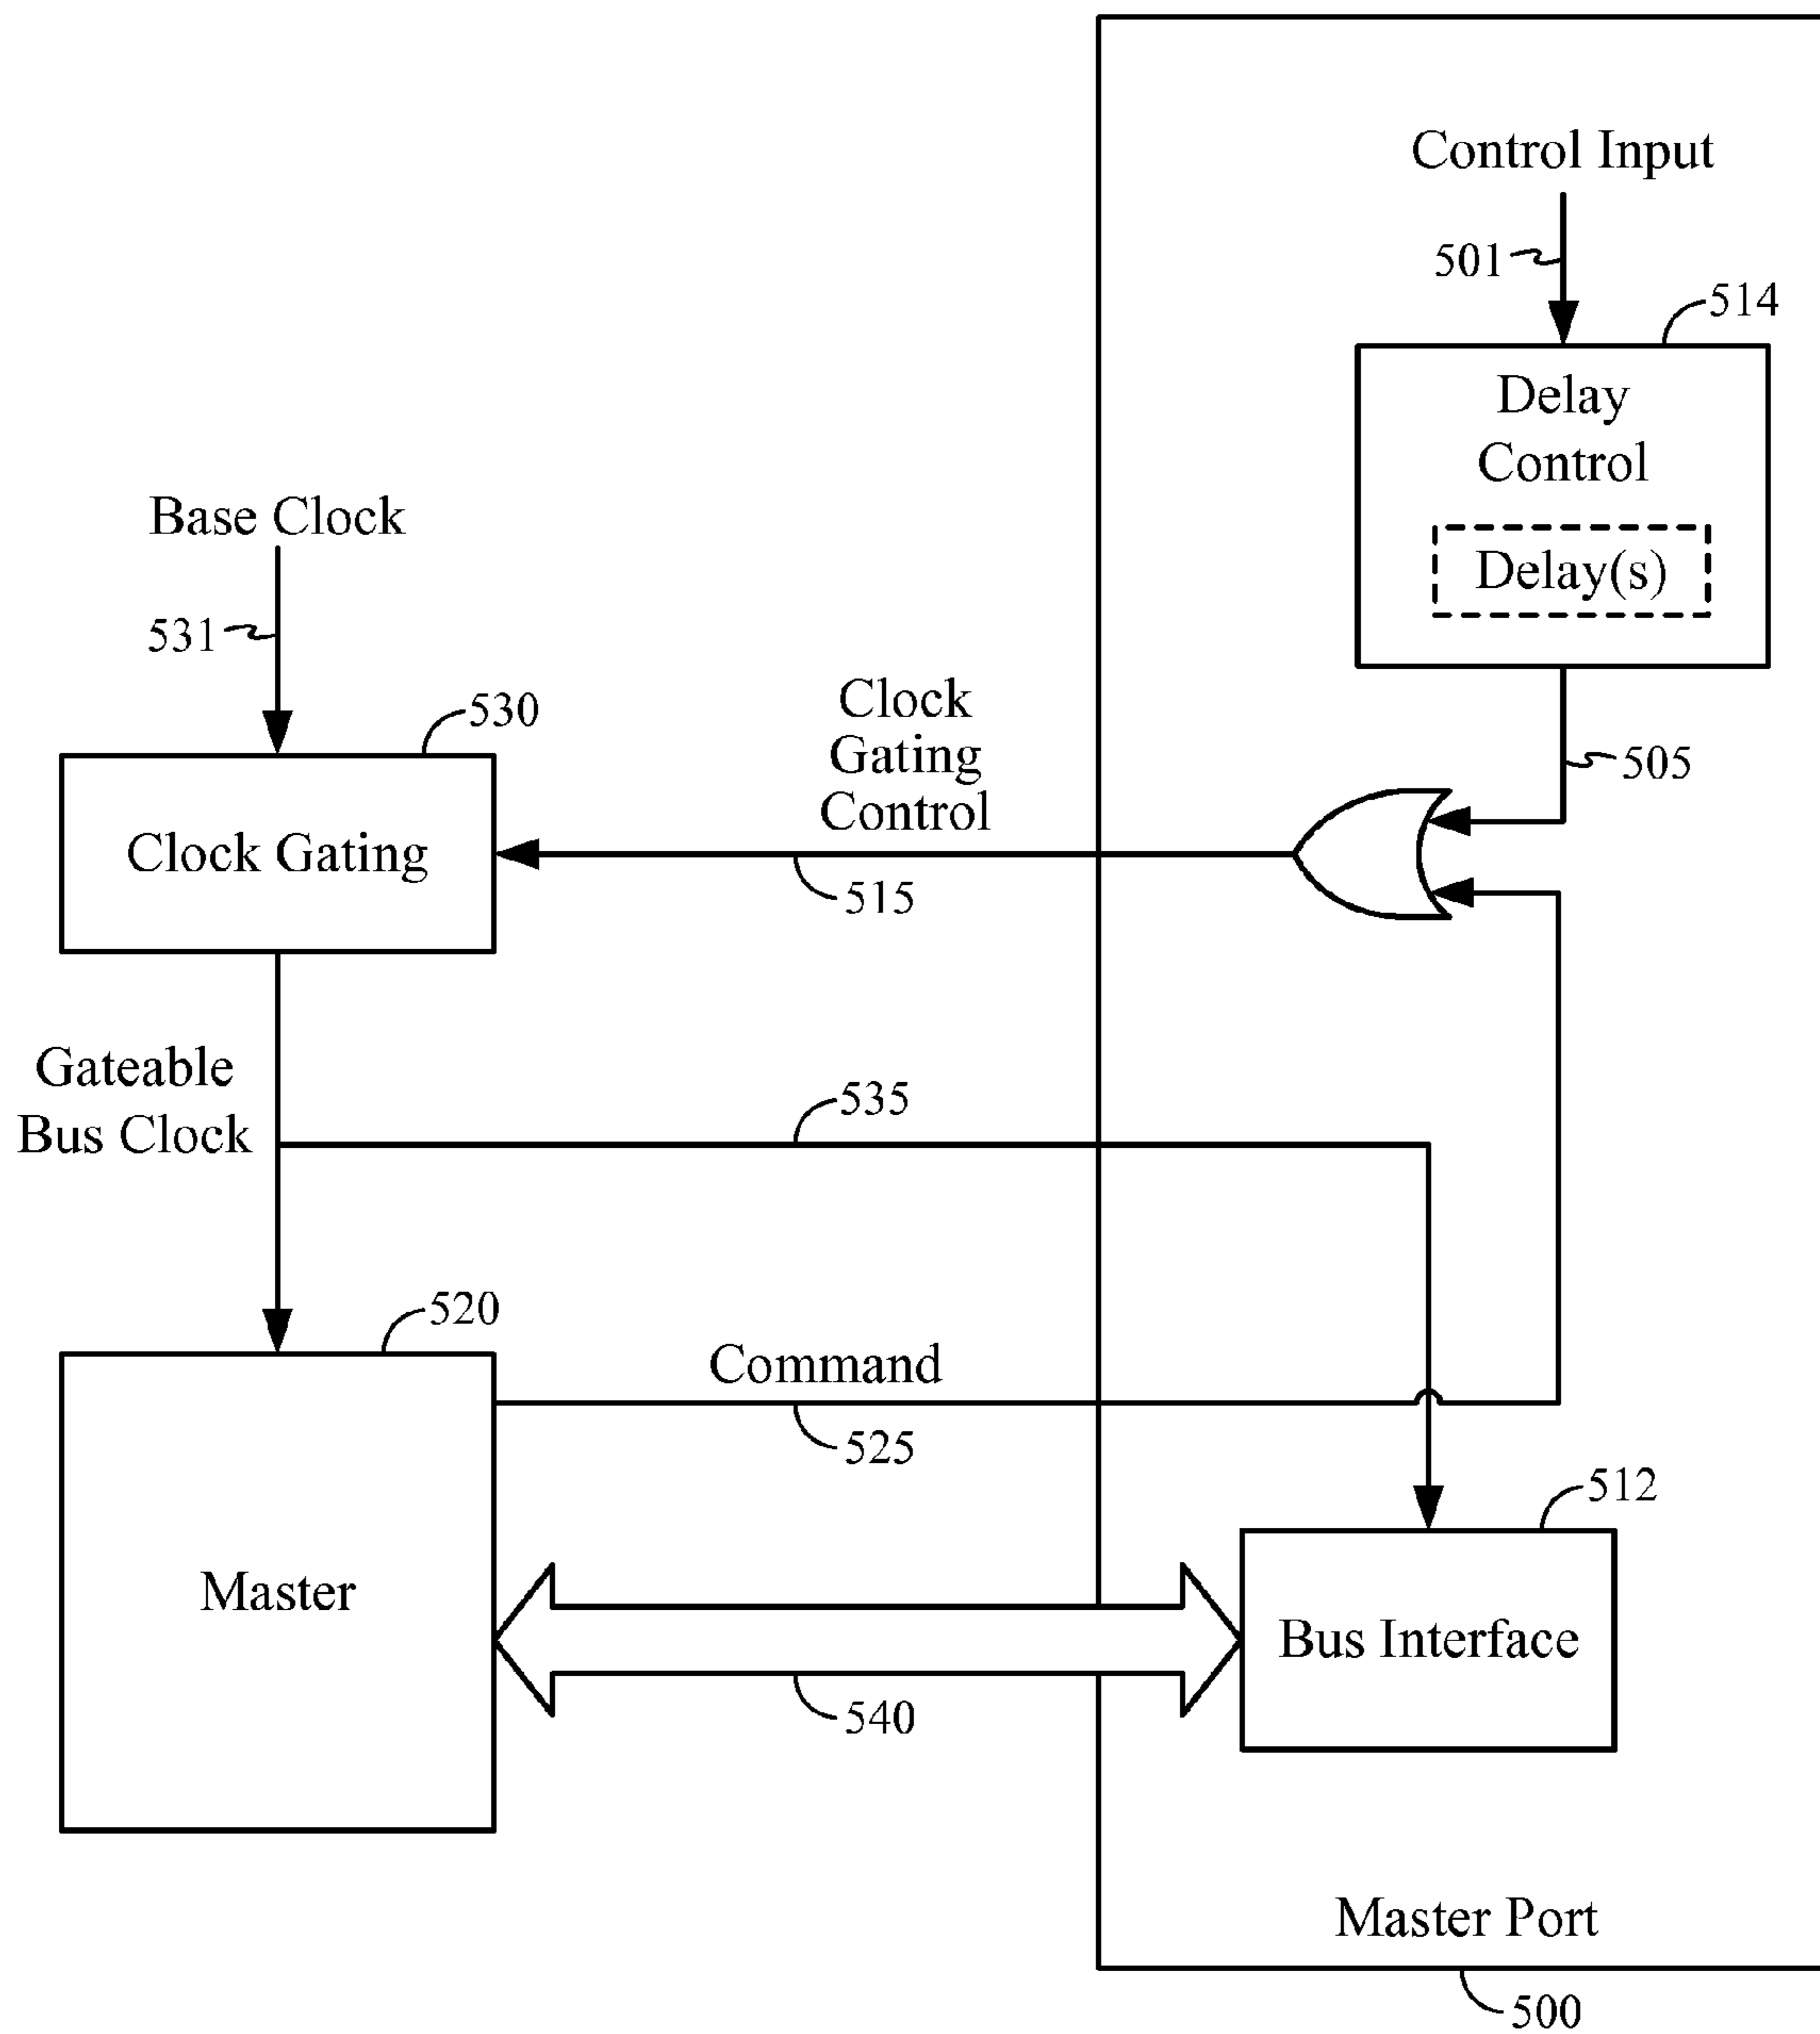 Control Input
501
514
Delay
Control
Delay(s)
Base Clock
531
530
Clock
Gating
Control
505
Clock Gating
515
Gateable
Bus Clock
535
520
Command
525
512
Master
Bus Interface
540
Master Port
500